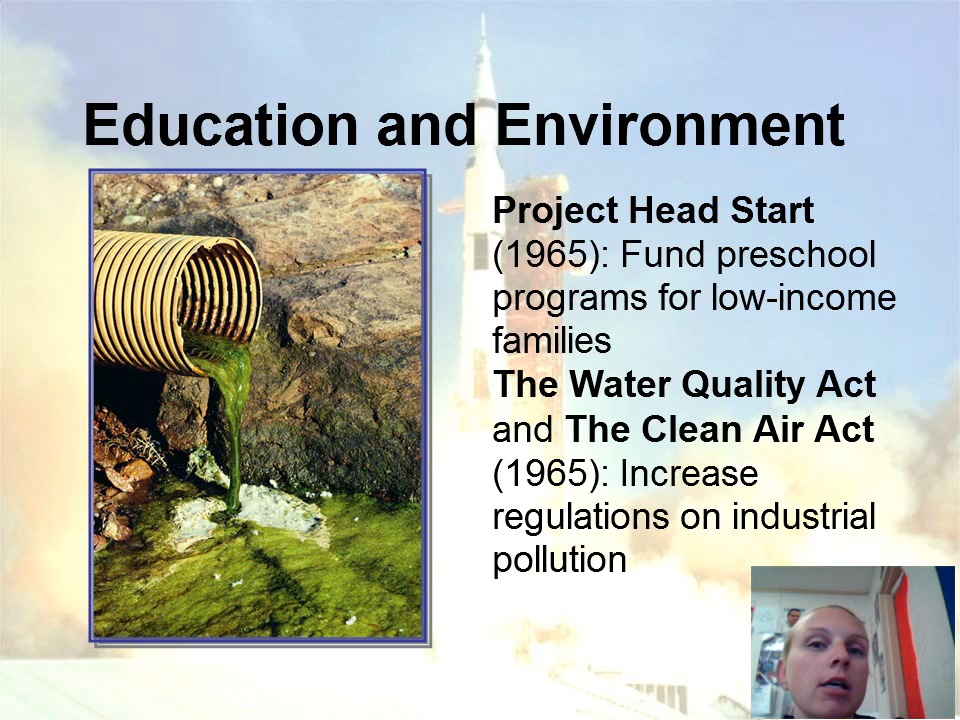 Education and Environment
Project Head Start
(1965): Fund preschool
programs for low-income
families
The Water Quality Act
and The Clean Air Act
(1965): Increase
regulations on industrial
pollution